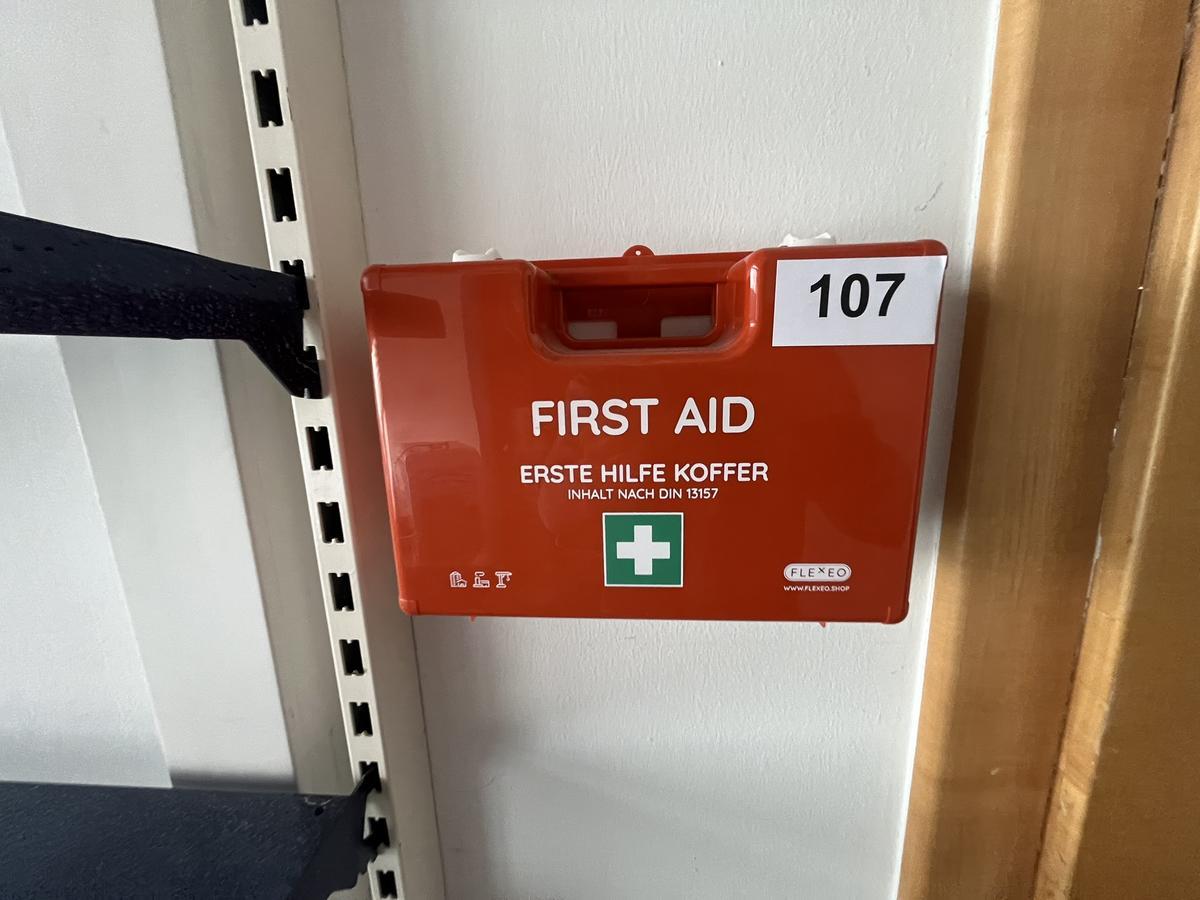 107
FIRST AID
ERSTE HILFE KOFFER
INHALT NACH DIN 13157
FLEXEO
WWW.FLEXEO.SHOP